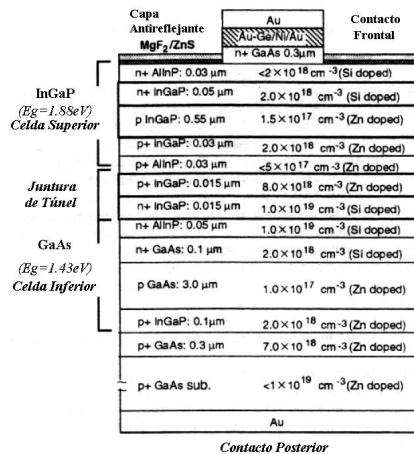 Capa
Antireflejante
MgF2/ZnS
Au
Au-Ge/Ni/Au
n+ GaAs 0.3µm
Contacto
Frontal
n+ AlInP: 0.03 µm <2×10^18 cm^-3 (Si doped)
n+ InGaP: 0.05 µm 2.0×10^18 cm^-3 (Si doped)
p InGaP: 0.55 µm 1.5×10^17 cm^-3 (Zn doped)
p+ InGaP: 0.03 µm 2.0×10^18 cm^-3 (Zn doped)
p+ AlInP: 0.03 µm <5×10^17 cm^-3 (Zn doped)
p+ InGaP: 0.015 µm 8.0×10^18 cm^-3 (Zn doped)
n+ InGaP: 0.015 µm 1.0×10^19 cm^-3 (Si doped)
n+ AlInP: 0.05 µm 1.0×10^19 cm^-3 (Si doped)
n+ GaAs: 0.1 µm 2.0×10^18 cm^-3 (Si doped)
p GaAs: 3.0 µm 1.0×10^17 cm^-3 (Zn doped)
p+ InGaP: 0.1µm 2.0×10^18 cm^-3 (Zn doped)
p+ GaAs: 0.3 µm 7.0×10^18 cm^-3 (Zn doped)
p+ GaAs sub. <1×10^19 cm^-3 (Zn doped)
Au
InGaP
(Eg=1.88eV)
Celda Superior
Juntura
de Túnel
GaAs
(Eg=1.43eV)
Celda Inferior
Contacto Posterior